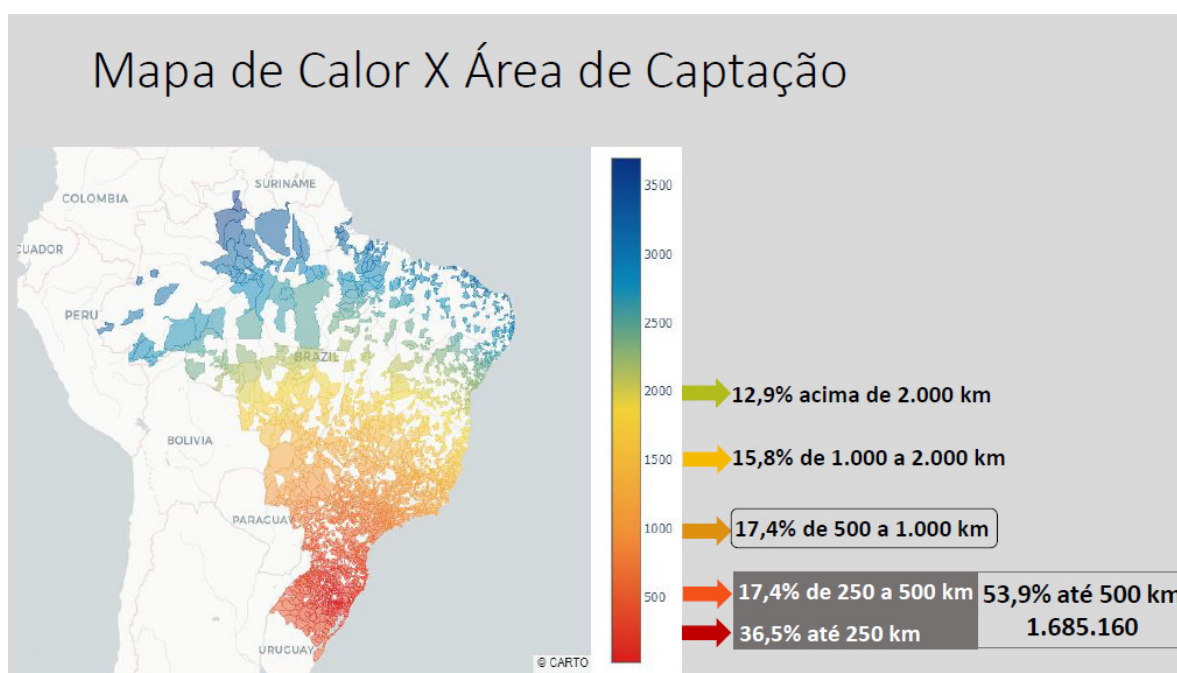 Mapa de Calor X Área de Captação
SURINAME
COLOMBIA
CUADOR
PERU
BRAZIL
BOLIVIA
PARAGUAY
URUGUAY
© CARTO
3500
3000
2500
2000
1500
1000
500
12,9% acima de 2.000 km
15,8% de 1.000 a 2.000 km
17,4% de 500 a 1.000 km
17,4% de 250 a 500 km
36,5% até 250 km
53,9% até 500 km
1.685.160